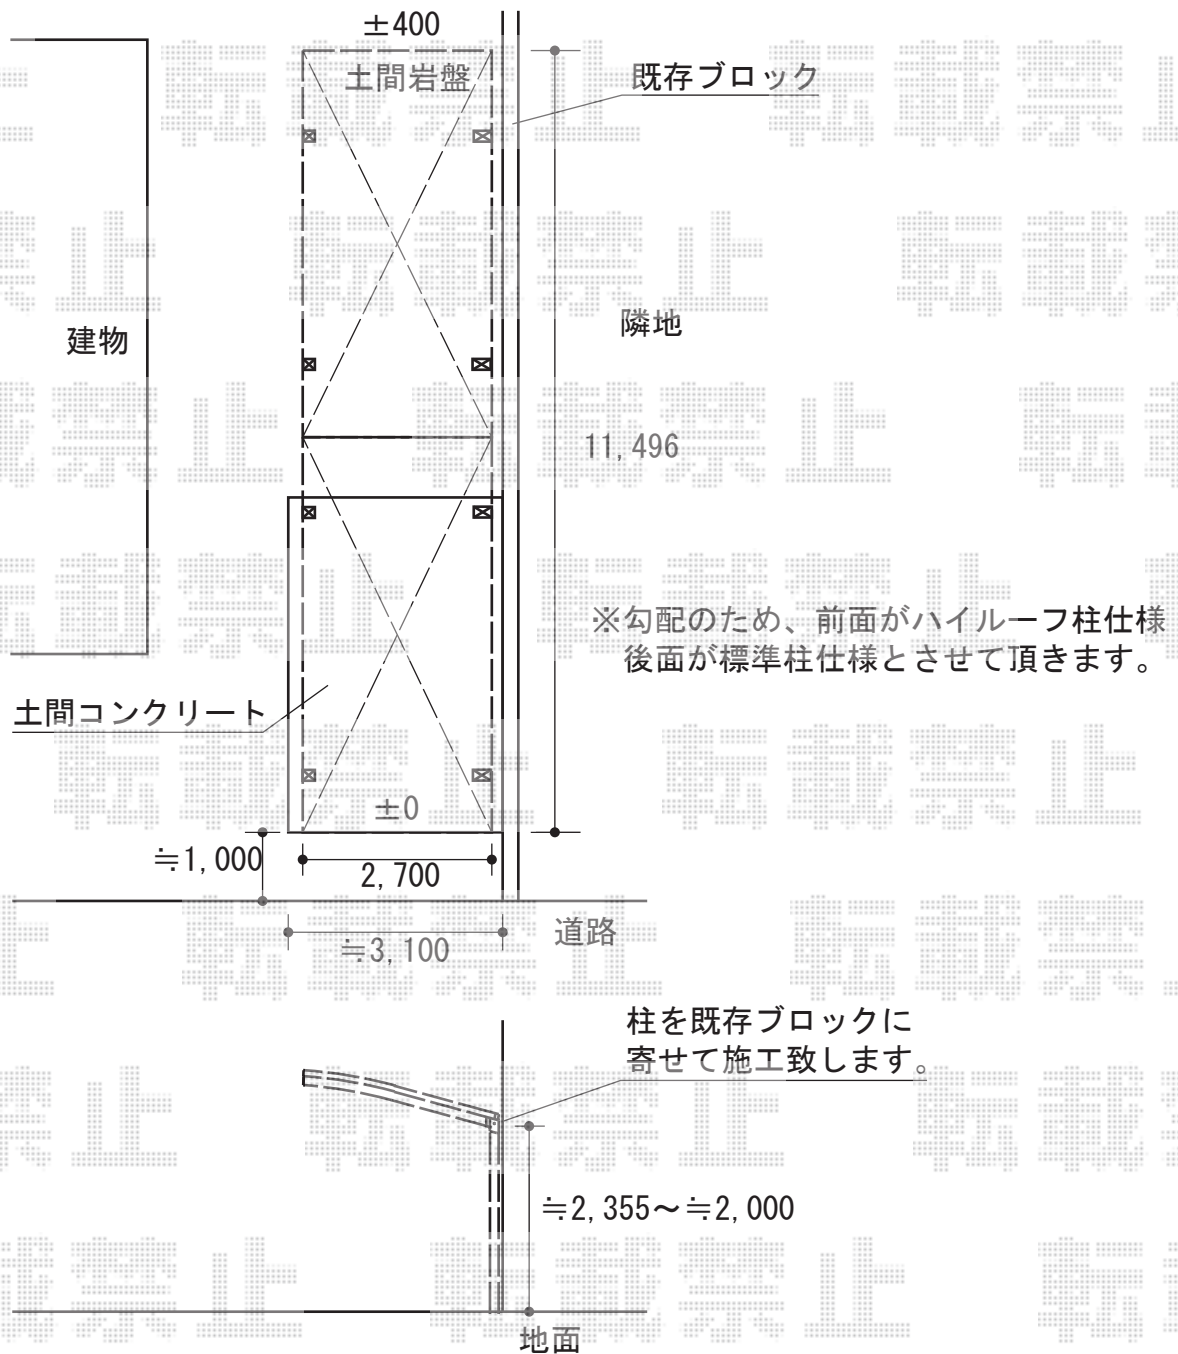 ±400
土間岩盤
既存ブロック
建物
隣地
11,496
※勾配のため、前面がハイルーフ柱仕様
後面が標準柱仕様とさせて頂きます。
土間コンクリート
±0
≒1,000
2,700
≒3,100
道路
柱を既存ブロックに
寄せて施工致します。
≒2,355～≒2,000
地面
転載禁止